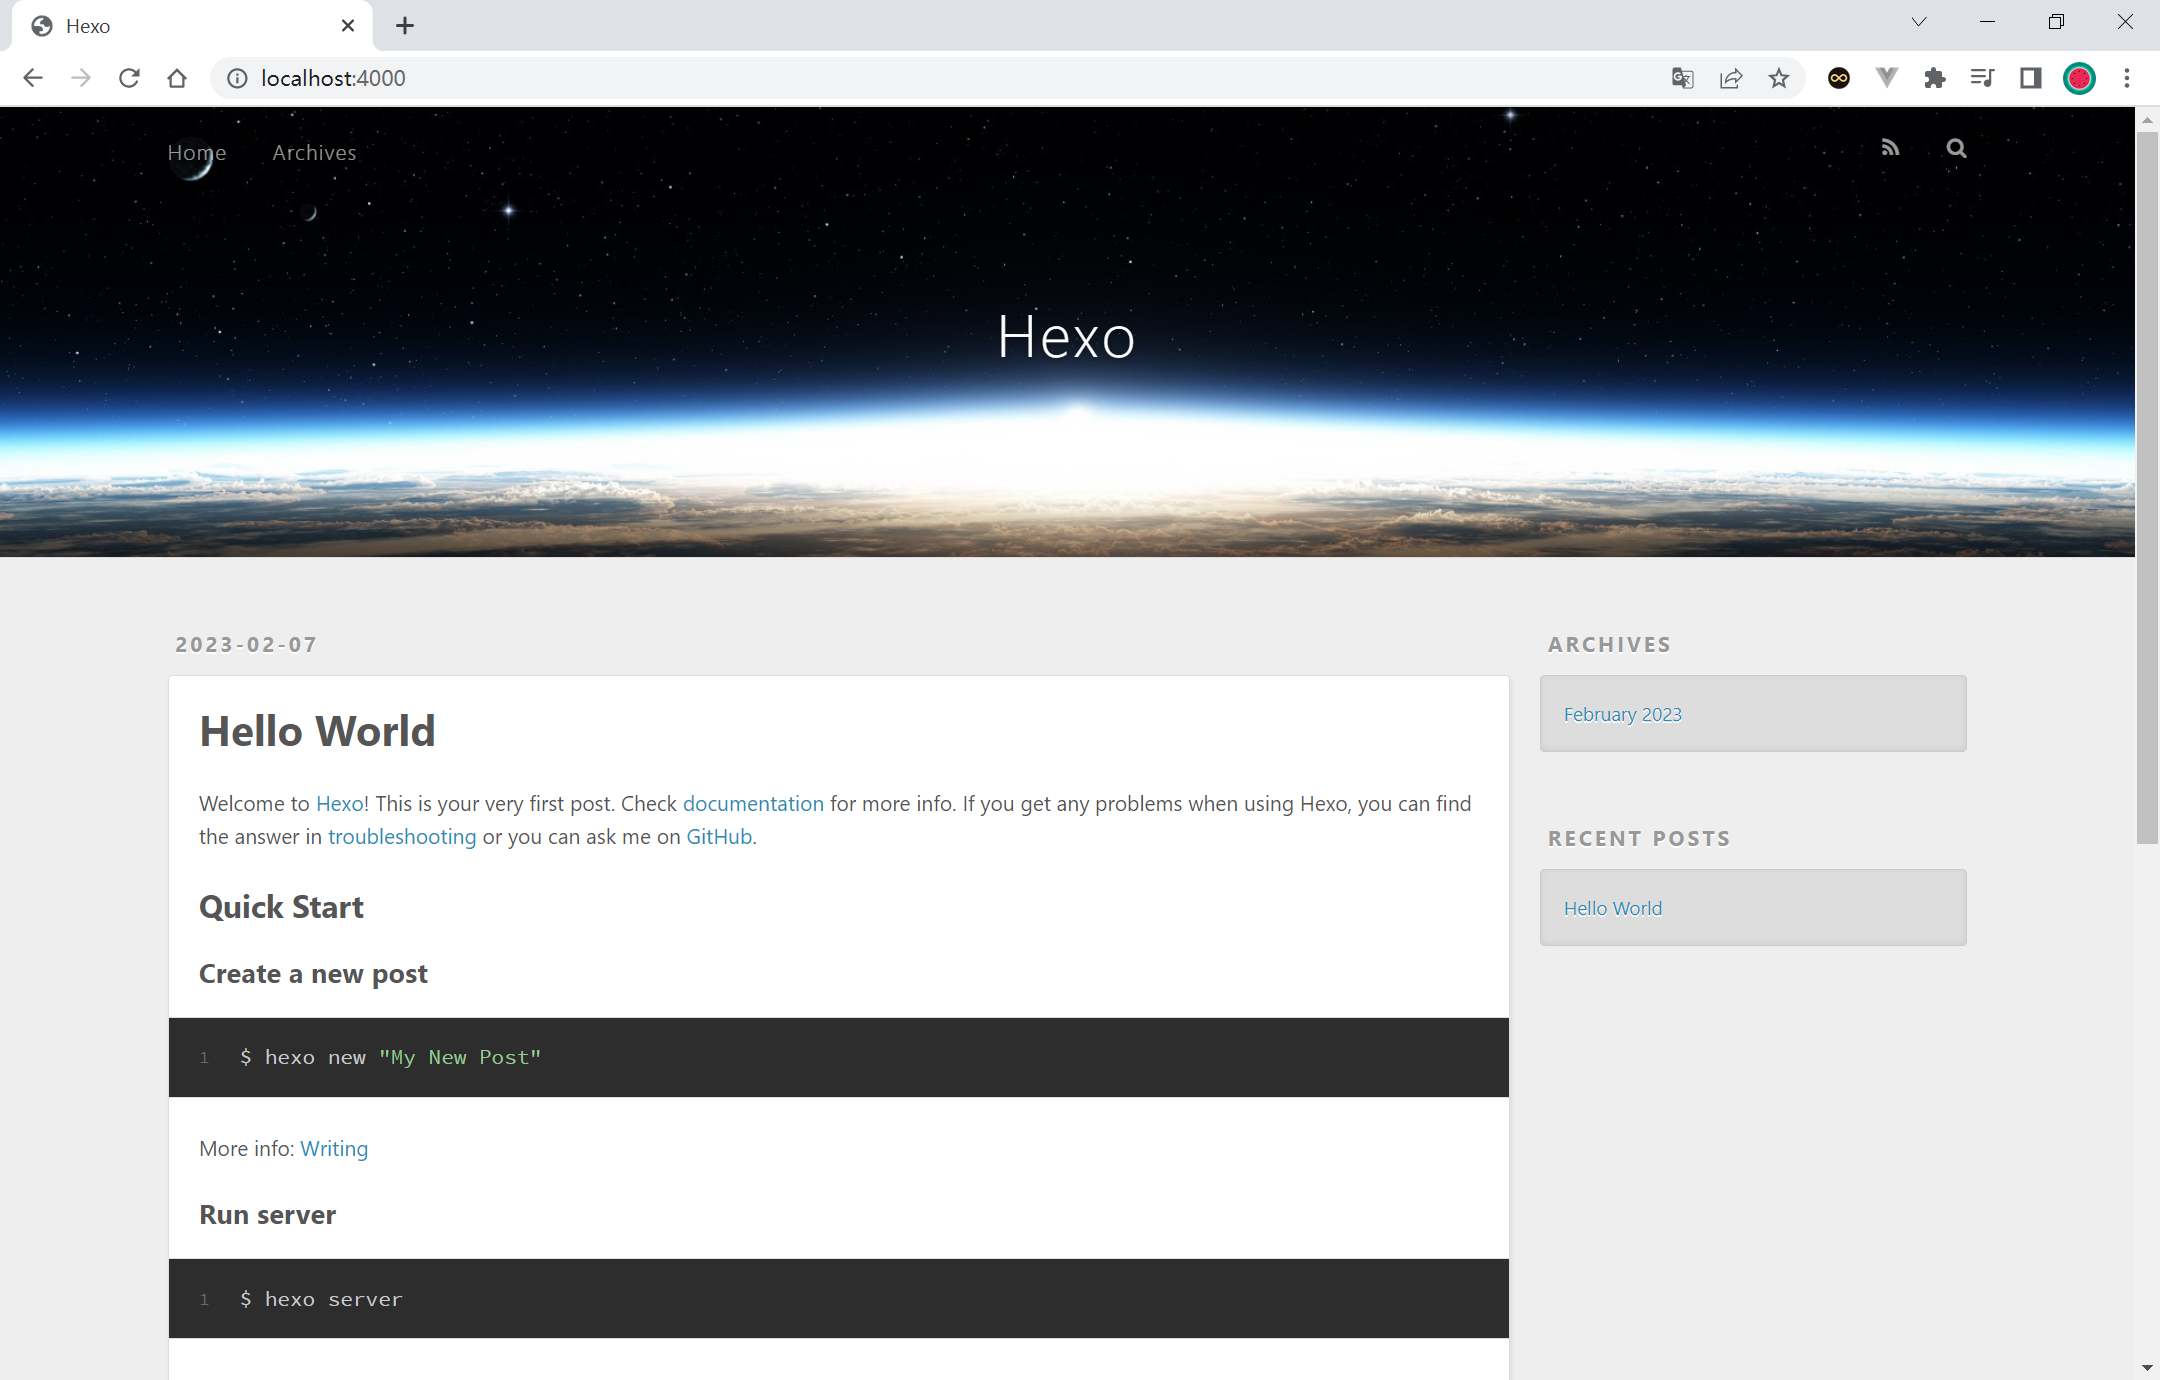 Hexo
localhost:4000
Home Archives
Hexo
2023-02-07
Hello World
Welcome to Hexo! This is your very first post. Check documentation for more info. If you get any problems when using Hexo, you can find
the answer in troubleshooting or you can ask me on GitHub.
Quick Start
Create a new post
1 $ hexo new "My New Post"
More info: Writing
Run server
1 $ hexo server
ARCHIVES
February 2023
RECENT POSTS
Hello World